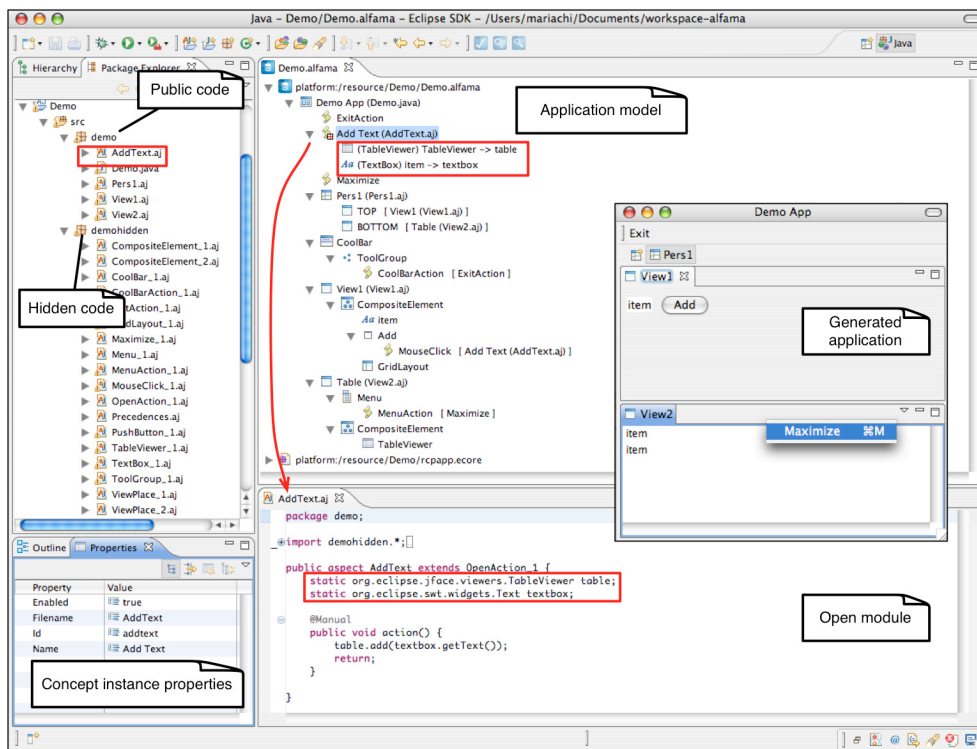 Java – Demo/Demo.alfama – Eclipse SDK – /Users/mariachi/Documents/workspace-alfama
Java
Hierarchy
Package Explorer
Public code
Demo
src
demo
AddText.aj
Demo.java
Pers1.aj
View1.aj
View2.aj
demohidden
CompositeElement_1.aj
CompositeElement_2.aj
CoolBar_1.aj
CoolBarAction_1.aj
Hidden code
Maximize_1.aj
Menu_1.aj
MenuAction_1.aj
MouseClick_1.aj
OpenAction_1.aj
Precedences.aj
PushButton_1.aj
TableViewer_1.aj
TextBox_1.aj
ToolGroup_1.aj
ViewPlace_1.aj
ViewPlace_2.aj
Demo.alfama
platform:/resource/Demo/Demo.alfama
Demo App (Demo.java)
ExitAction
Add Text (AddText.aj)
(TableViewer) TableViewer -> table
Aa (TextBox) item -> textbox
Maximize
Pers1 (Pers1.aj)
TOP [ View1 (View1.aj) ]
BOTTOM [ Table (View2.aj) ]
CoolBar
ToolGroup
CoolBarAction [ ExitAction ]
View1 (View1.aj)
CompositeElement
Aa item
Add
MouseClick [ Add Text (AddText.aj) ]
GridLayout
Table (View2.aj)
Menu
MenuAction [ Maximize ]
CompositeElement
TableViewer
platform:/resource/Demo/rcpapp.ecore
Application model
Demo App
Exit
Pers1
View1
item Add
Generated
application
View2
item
item
Maximize ⌘M
Outline
Properties
Property Value
Enabled true
Filename AddText
Id addtext
Name Add Text
Concept instance properties
AddText.aj
package demo;
import demohidden.*;
public aspect AddText extends OpenAction_1 {
static org.eclipse.jface.viewers.TableViewer table;
static org.eclipse.swt.widgets.Text textbox;
@Manual
public void action() {
table.add(textbox.getText());
return;
}
}
Open module